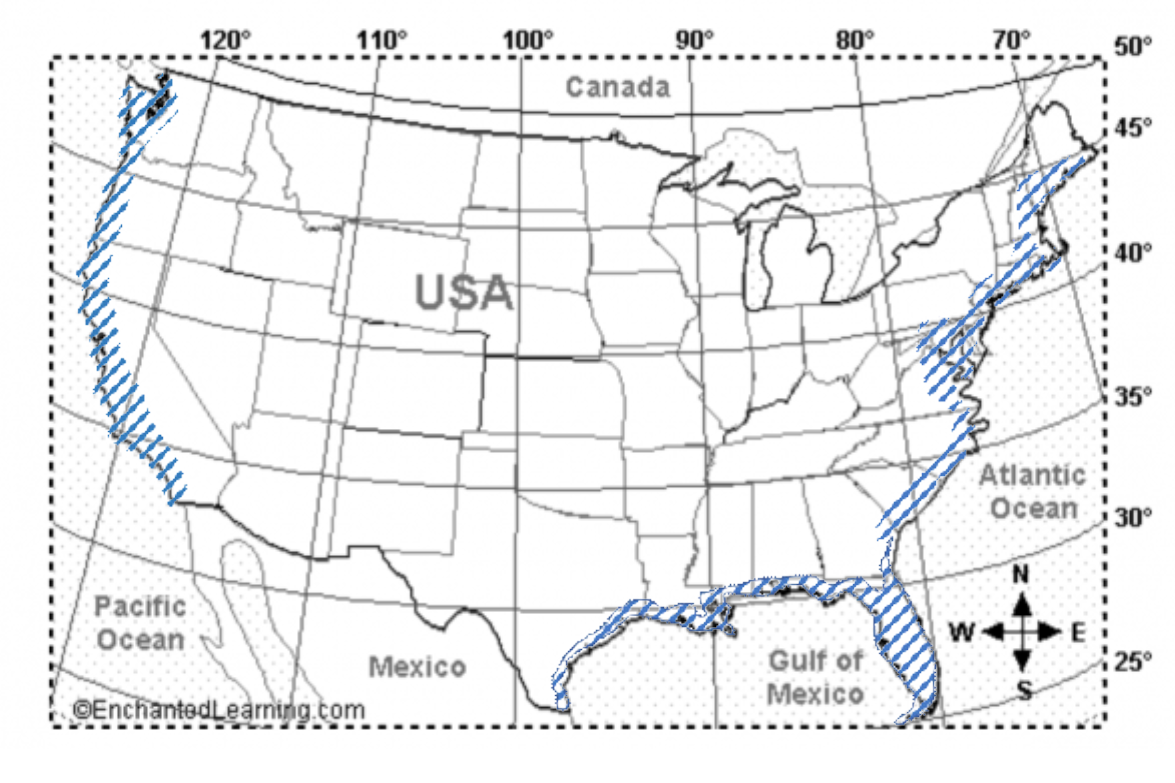 120° 110° 100° 90° 80° 70° 50°
Canada
45°
40°
USA
35°
Atlantic
Ocean
30°
N
Pacific
Ocean
W E
Mexico
Gulf of
Mexico
25°
S
©EnchantedLearning.com